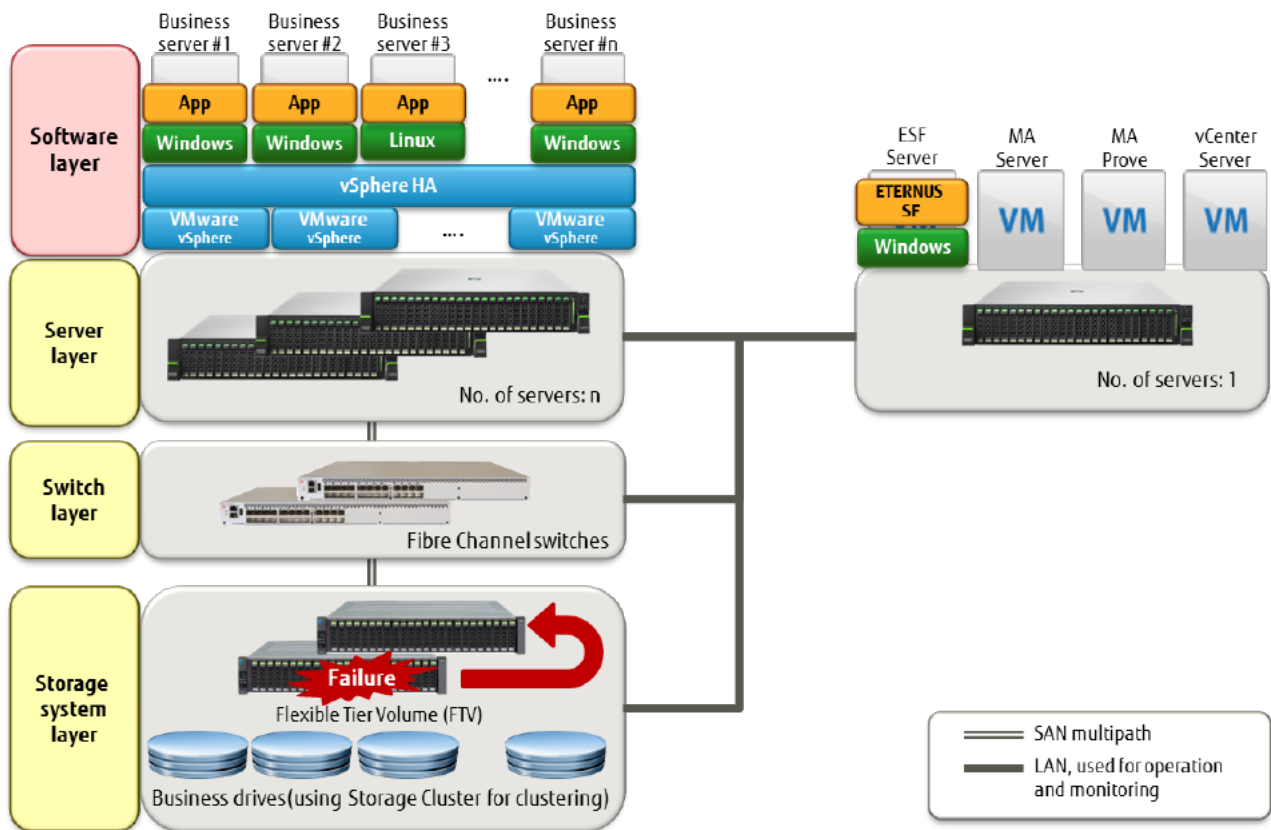 Business
server #1
Business
server #2
Business
server #3
Business
server #n
....
App
App
App
App
Windows
Windows
Linux
Windows
Software
layer
vSphere HA
VMware
vSphere
VMware
vSphere
....
VMware
vSphere
ESF
Server
MA
Server
MA
Prove
vCenter
Server
ETERNUS
SF
Windows
VM
VM
VM
Server
layer
No. of servers: n
No. of servers: 1
Switch
layer
Fibre Channel switches
Storage
system
layer
Failure
Flexible Tier Volume (FTV)
Business drives(using Storage Cluster for clustering)
SAN multipath
LAN, used for operation
and monitoring